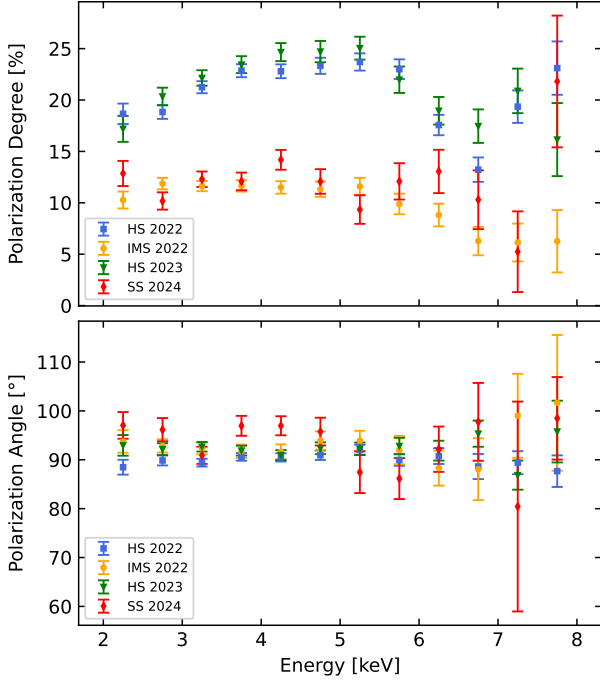 Polarization Degree [%]
25
20
15
10
5
0
HS 2022
IMS 2022
HS 2023
SS 2024
Polarization Angle [°]
110
100
90
80
70
60
HS 2022
IMS 2022
HS 2023
SS 2024
2 3 4 5 6 7 8
Energy [keV]